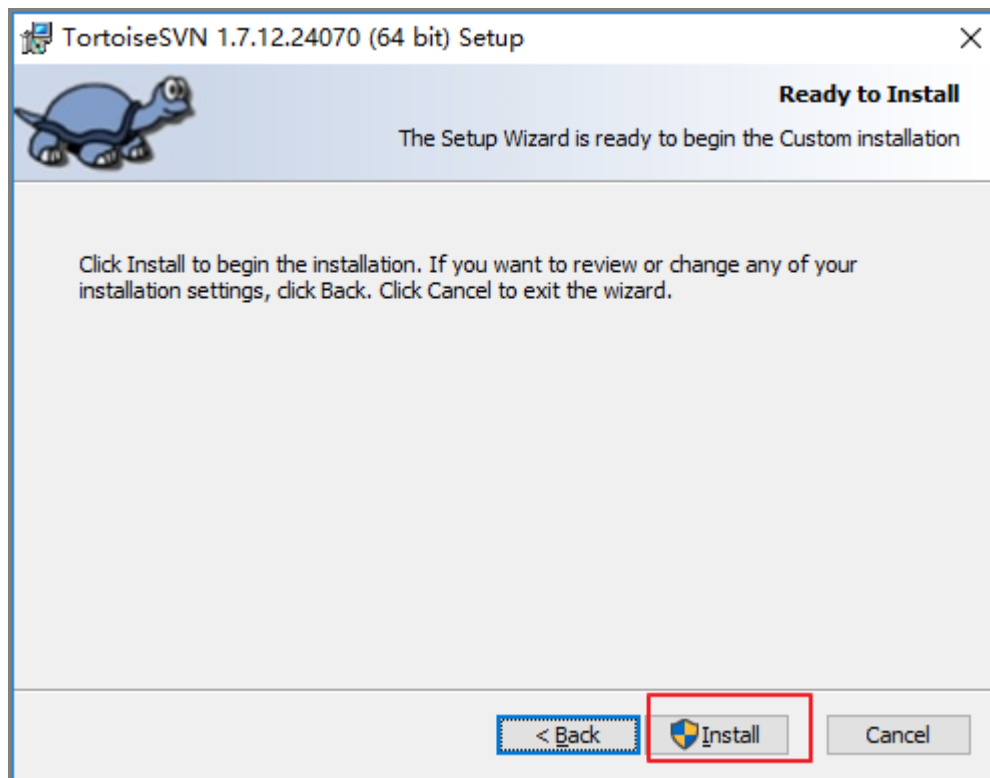 TortoiseSVN 1.7.12.24070 (64 bit) Setup
Ready to Install
The Setup Wizard is ready to begin the Custom installation
Click Install to begin the installation. If you want to review or change any of your
installation settings, click Back. Click Cancel to exit the wizard.
< Back
Install
Cancel